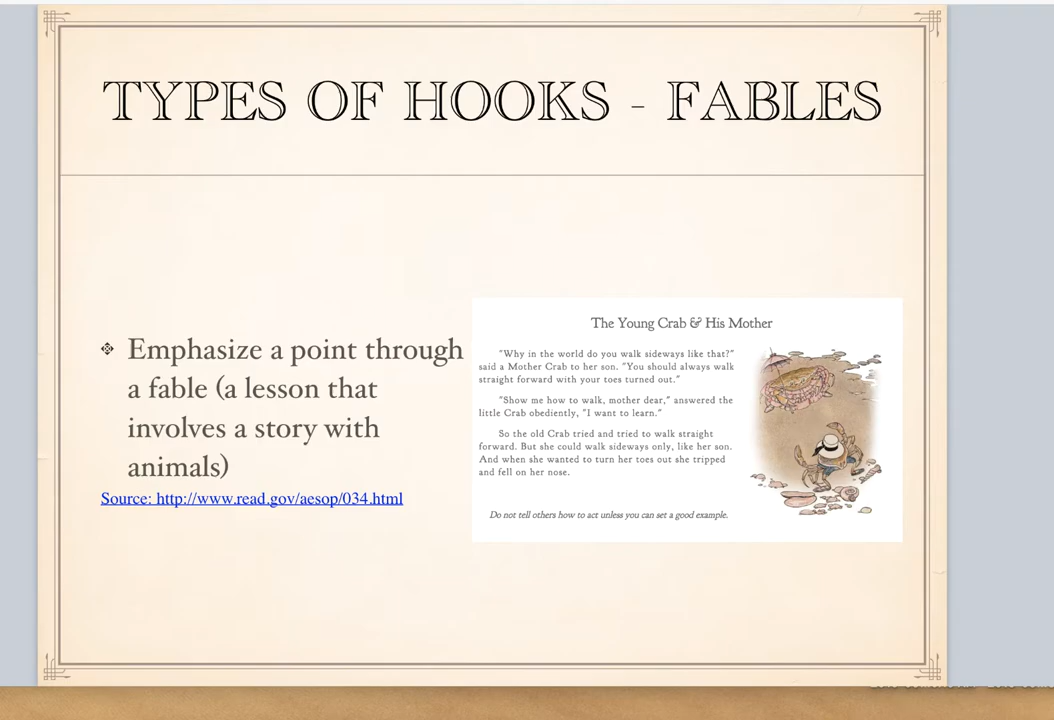 TYPES OF HOOKS - FABLES
Emphasize a point through
a fable (a lesson that
involves a story with
animals)
Source: http://www.read.gov/aesop/034.html
The Young Crab & His Mother
"Why in the world do you walk sideways like that?"
said a Mother Crab to her son. "You should always walk
straight forward with your toes turned out."
"Show me how to walk, mother dear," answered the
little Crab obediently, "I want to learn."
So the old Crab tried and tried to walk straight
forward. But she could walk sideways only, like her son.
And when she wanted to turn her toes out she tripped
and fell on her nose.
Do not tell others how to act unless you can set a good example.